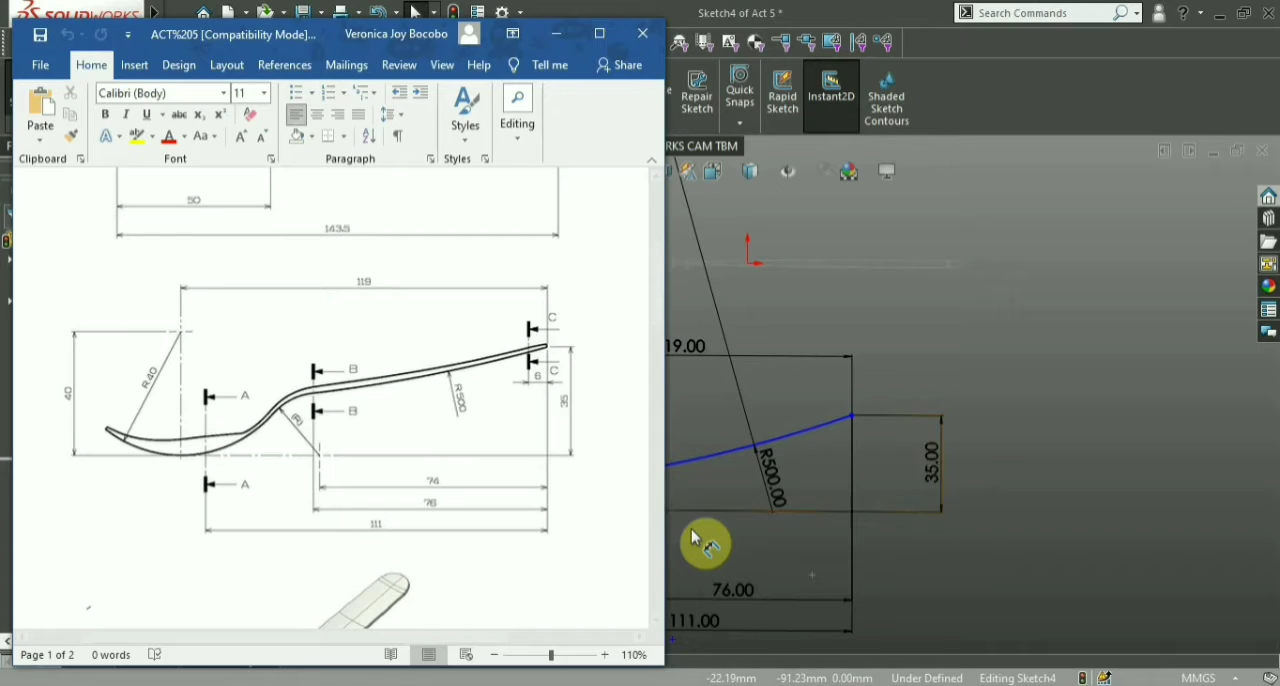 SOLIDWORKS
Sketch4 of Act 5 *
Search Commands
ACT%205 [Compatibility Mode]...
Veronica Joy Bocobo
File
Home
Insert
Design
Layout
References
Mailings
Review
View
Help
Tell me
Share
Paste
Calibri (Body)
11
Styles
Editing
Clipboard
Font
Paragraph
Styles
Repair Sketch
Quick Snaps
Rapid Sketch
Instant2D
Shaded Sketch Contours
RKS CAM TBM
50
143.5
119
C
R.40
B
A
40
6
C
35
R500
(R)
B
A
74
76
111
19.00
R500.00
35.00
76.00
111.00
Page 1 of 2
0 words
110%
-22.19mm
-91.23mm
0.00mm
Under Defined
Editing Sketch4
MMGS